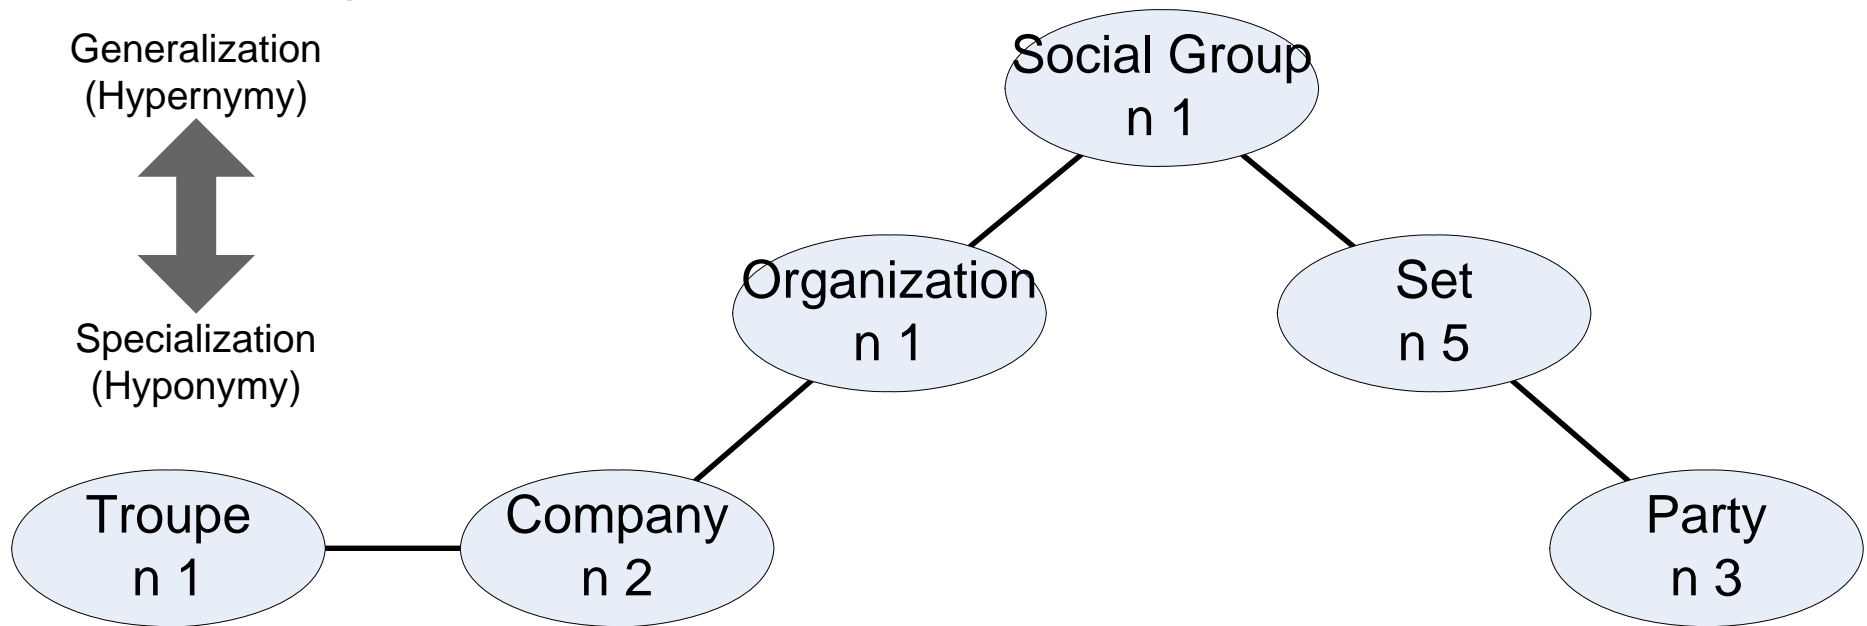 Generalization
(Hypernymy)
Specialization
(Hyponymy)
Social Group
n 1
Organization
n 1
Set
n 5
Troupe
n 1
Company
n 2
Party
n 3